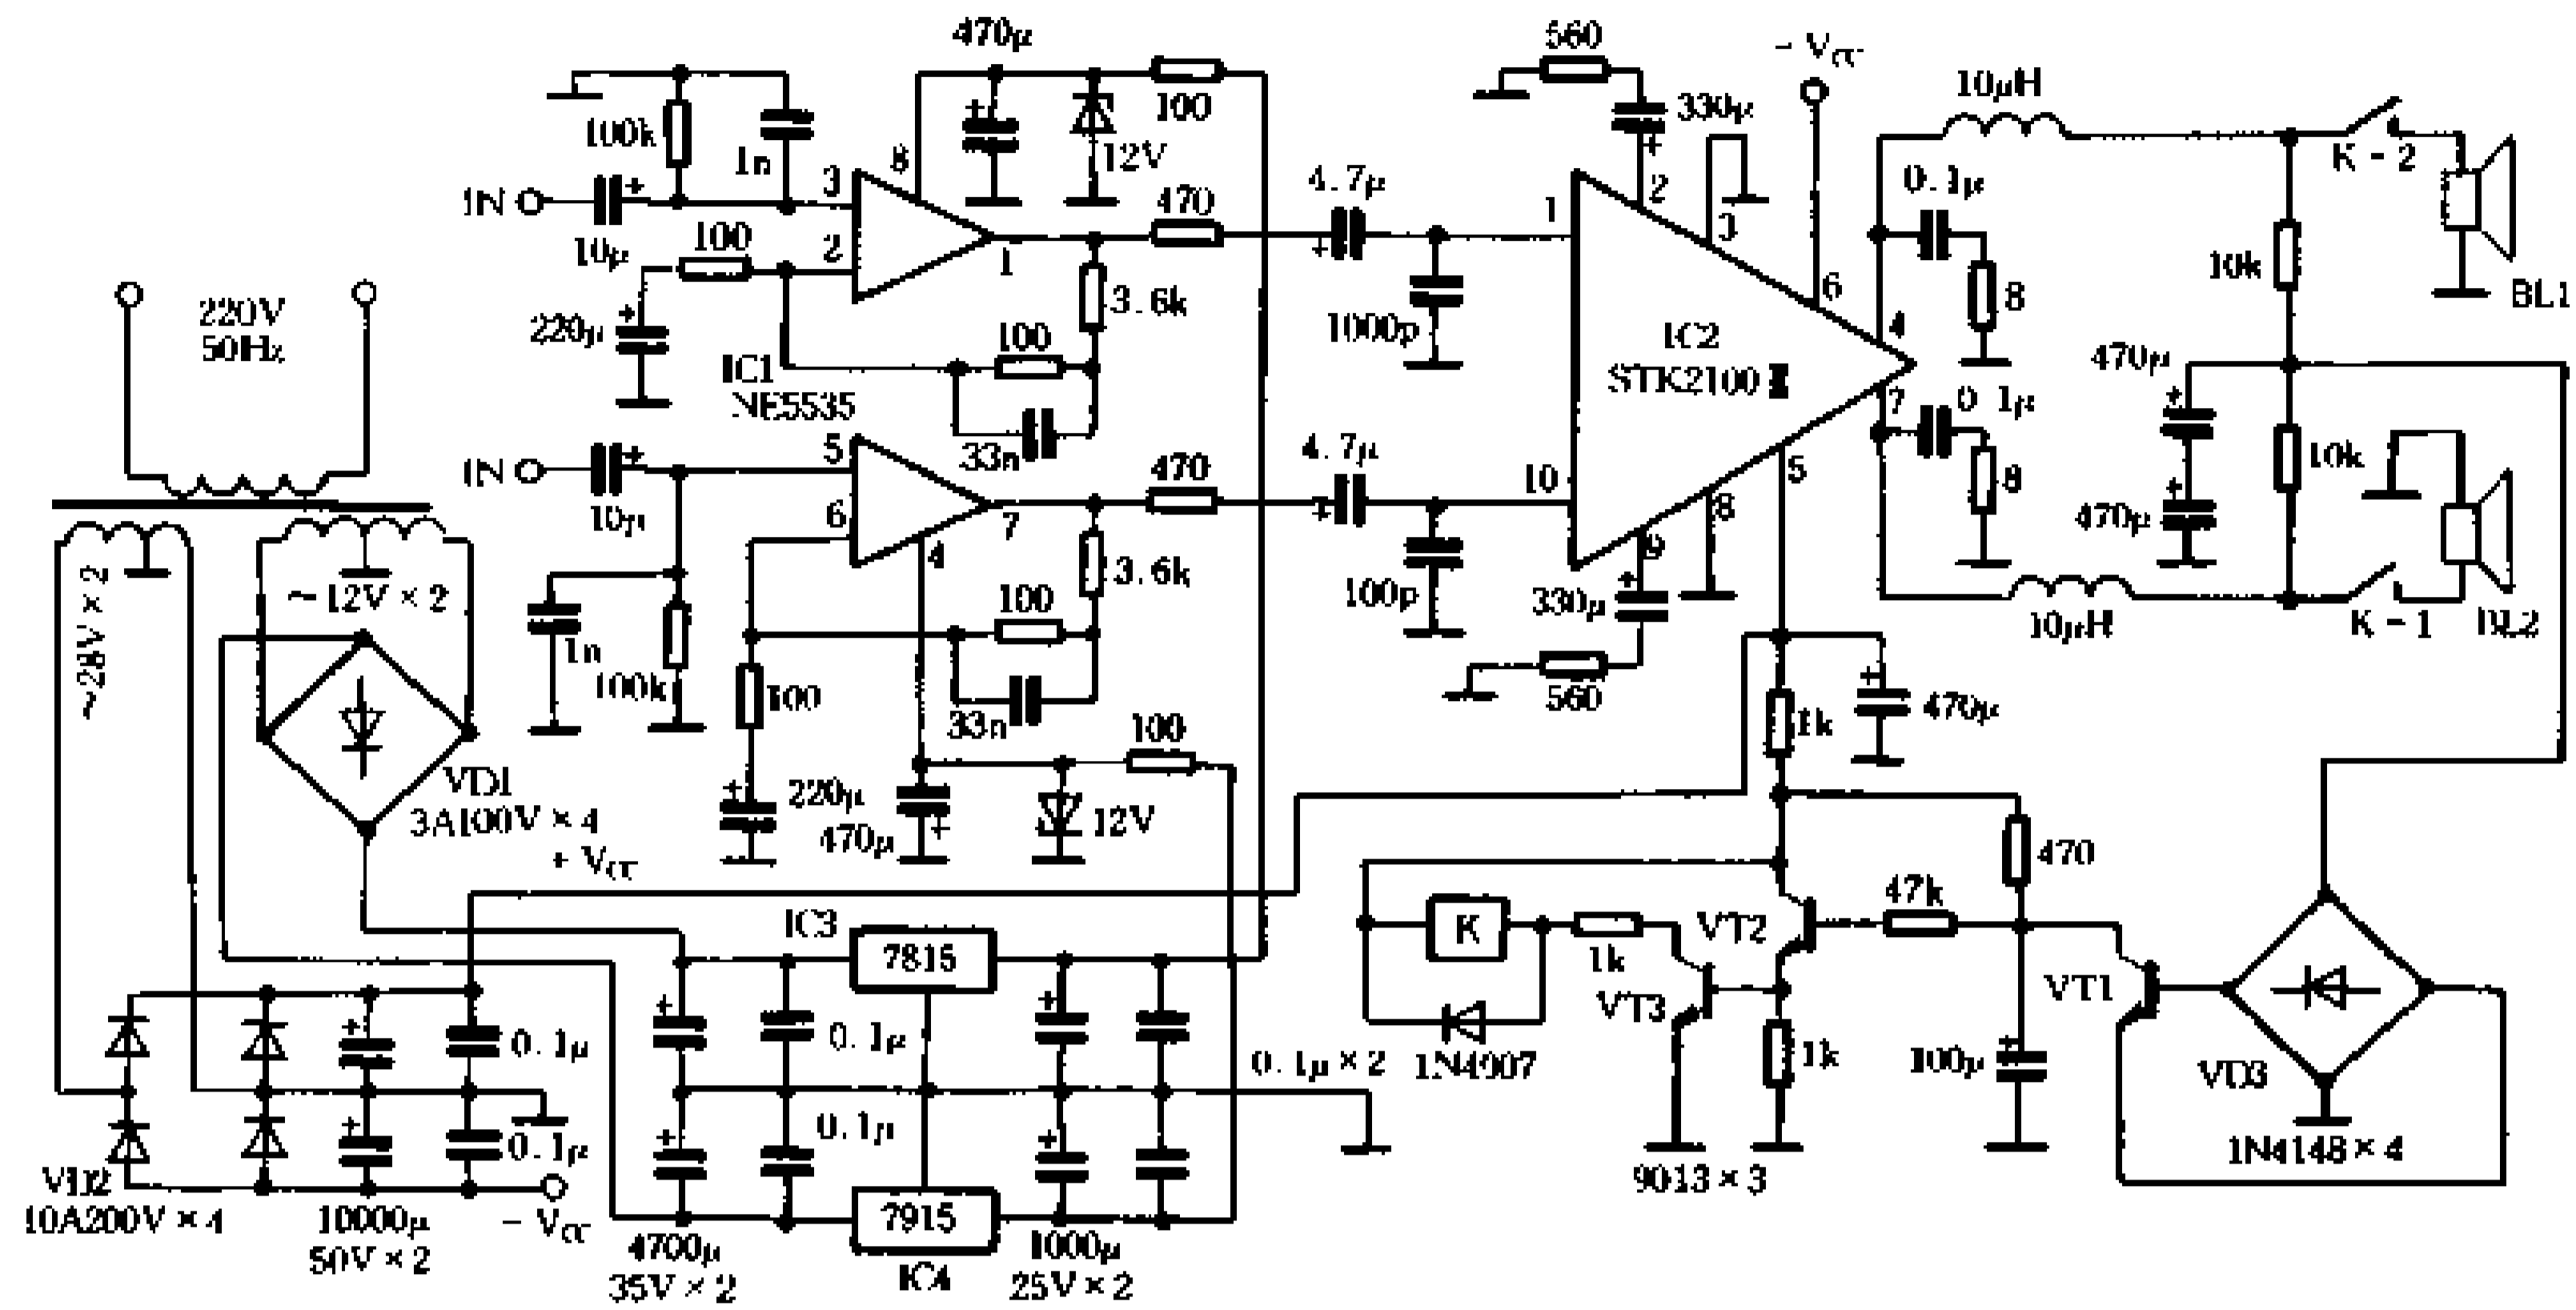 470μ
100
560
− Vcc
10μH
100k
1n
8
12V
330μ
K - 2
IN
10μ
3
100
2
1
470
4.7μ
1
2
3
6
0.1μ
8
10k
BL1
220V
50Hz
220μ
3.6k
100
1000p
IC2
STK2100
4
470μ
IC1
NE5535
33n
7
0 1μ
8
10k
470μ
IN
10μ
5
6
7
4
470
4.7μ
10
9
8
5
~28V × 2
~12V × 2
3.6k
100
100p
330μ
560
10μH
K - 1
BL2
1n
100k
100
33n
100
1k
470μ
VD1
3A100V × 4
220μ
470μ
12V
+ Vcc
470
IC3
7815
K
1k
VT2
47k
VT3
VT1
0.1μ
0.1μ
0.1μ × 2
1N4007
1k
100μ
VD3
0.1μ
0.1μ
1N4148 × 4
VD2
10A200V × 4
10000μ
50V × 2
− Vcc
4700μ
35V × 2
7915
IC4
1000μ
25V × 2
9013 × 3